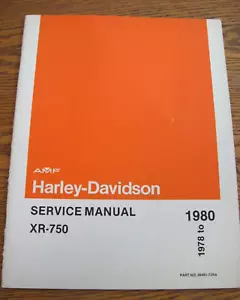 AMF
Harley-Davidson
SERVICE MANUAL
XR-750
1978 to 1980